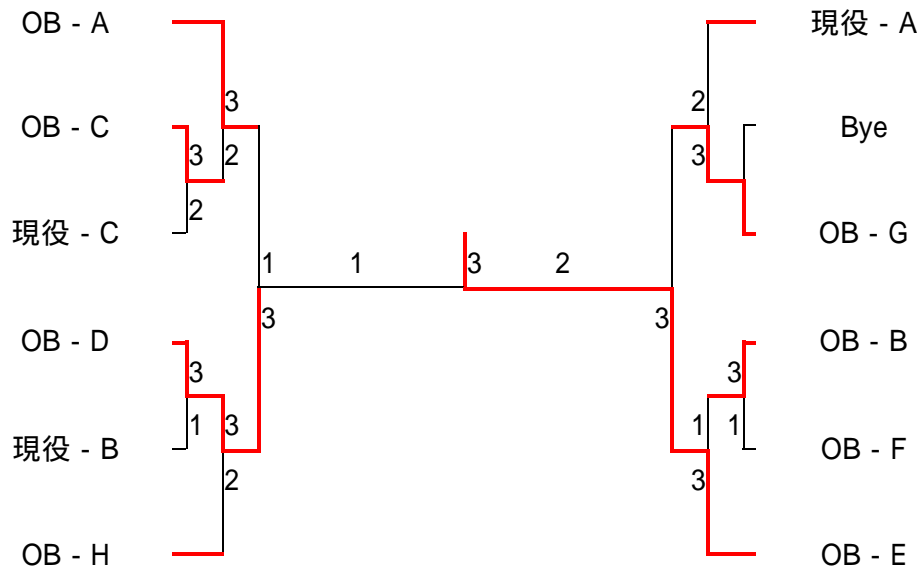 OB - A
現役 - A
3
2
OB - C
Bye
3
2
3
2
現役 - C
OB - G
1
1
3
2
3
3
OB - D
OB - B
3
3
1
3
1
1
現役 - B
OB - F
2
3
OB - H
OB - E